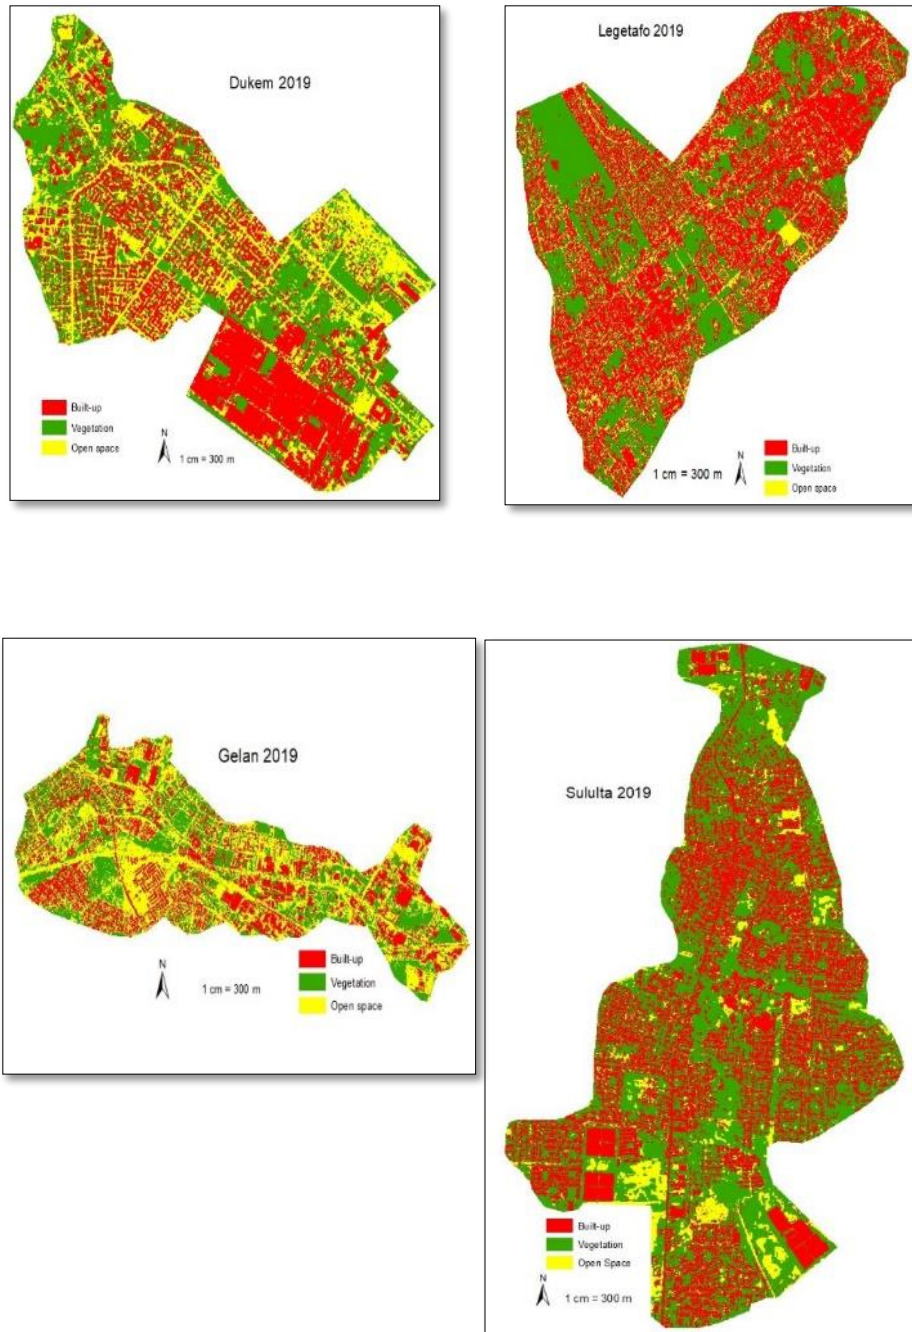 Dukem 2019
Built-up
Vegetation
Open space
N
1 cm = 300 m
Legetafo 2019
1 cm = 300 m
N
Built-up
Vegetation
Open space
Gelan 2019
N
1 cm = 300 m
Built-up
Vegetation
Open space
Sululta 2019
Built-up
Vegetation
Open Space
N
1 cm = 300 m